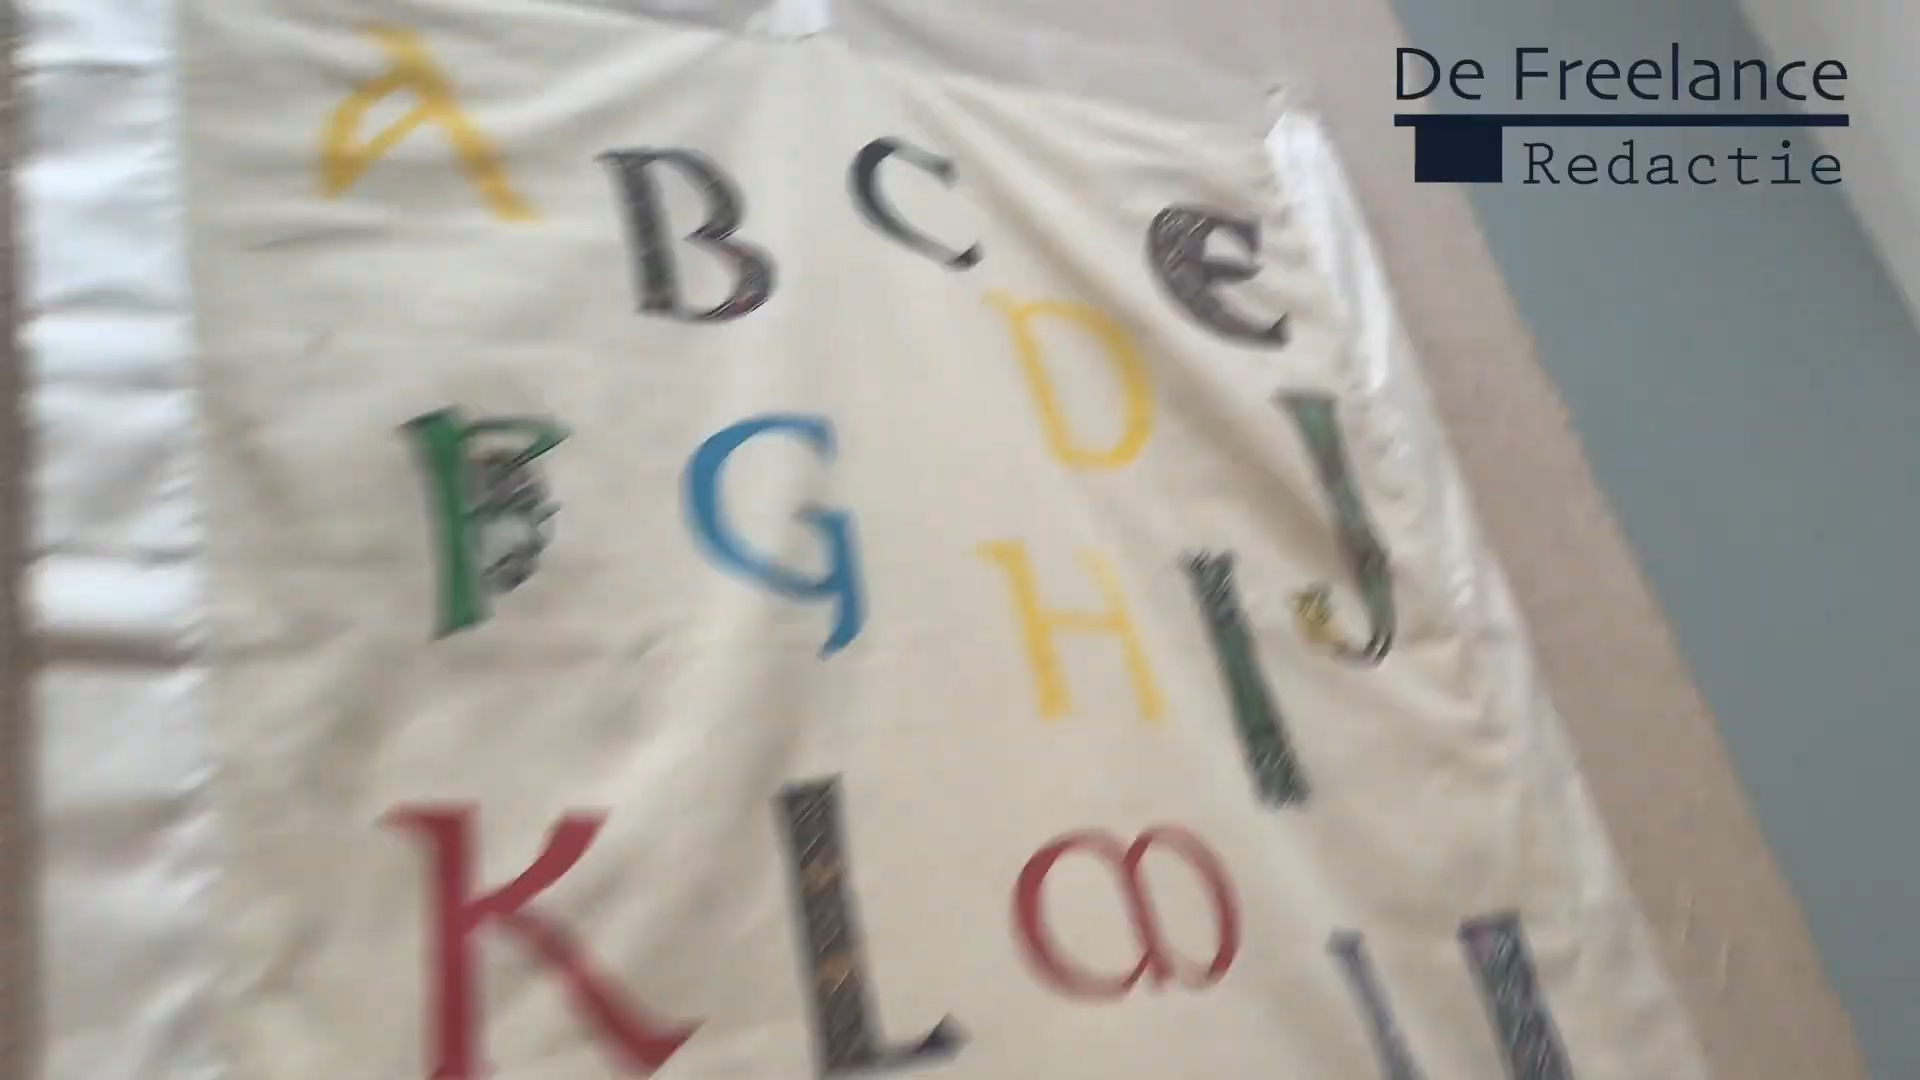 De Freelance
Redactie
A B C e
D
F G J
H I
K L ꝏ